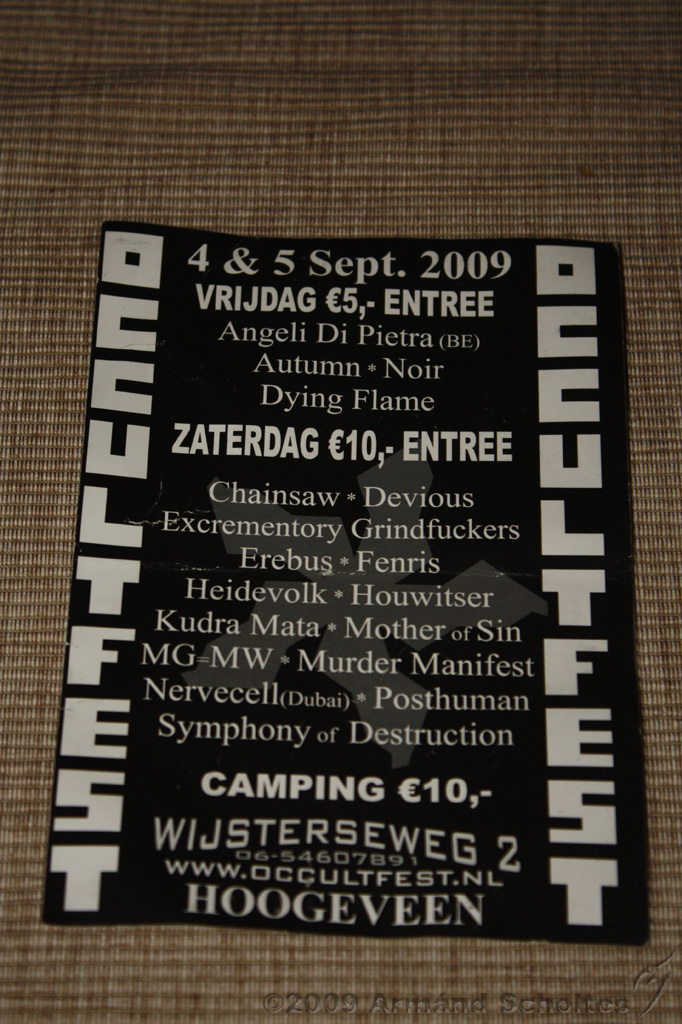 OCCULTFEST
4 & 5 Sept. 2009
VRIJDAG €5,- ENTREE
Angeli Di Pietra (BE)
Autumn * Noir
Dying Flame
ZATERDAG €10,- ENTREE
Chainsaw * Devious
Excrementory Grindfuckers
Erebus * Fenris
Heidevolk * Houwitser
Kudra Mata * Mother of Sin
MG=MW * Murder Manifest
Nervecell(Dubai) * Posthuman
Symphony of Destruction
CAMPING €10,-
WIJSTERSEWEG 2
06-54607891
WWW.OCCULTFEST.NL
HOOGEVEEN
OCCULTFEST
©2009 Armánd Scholtes